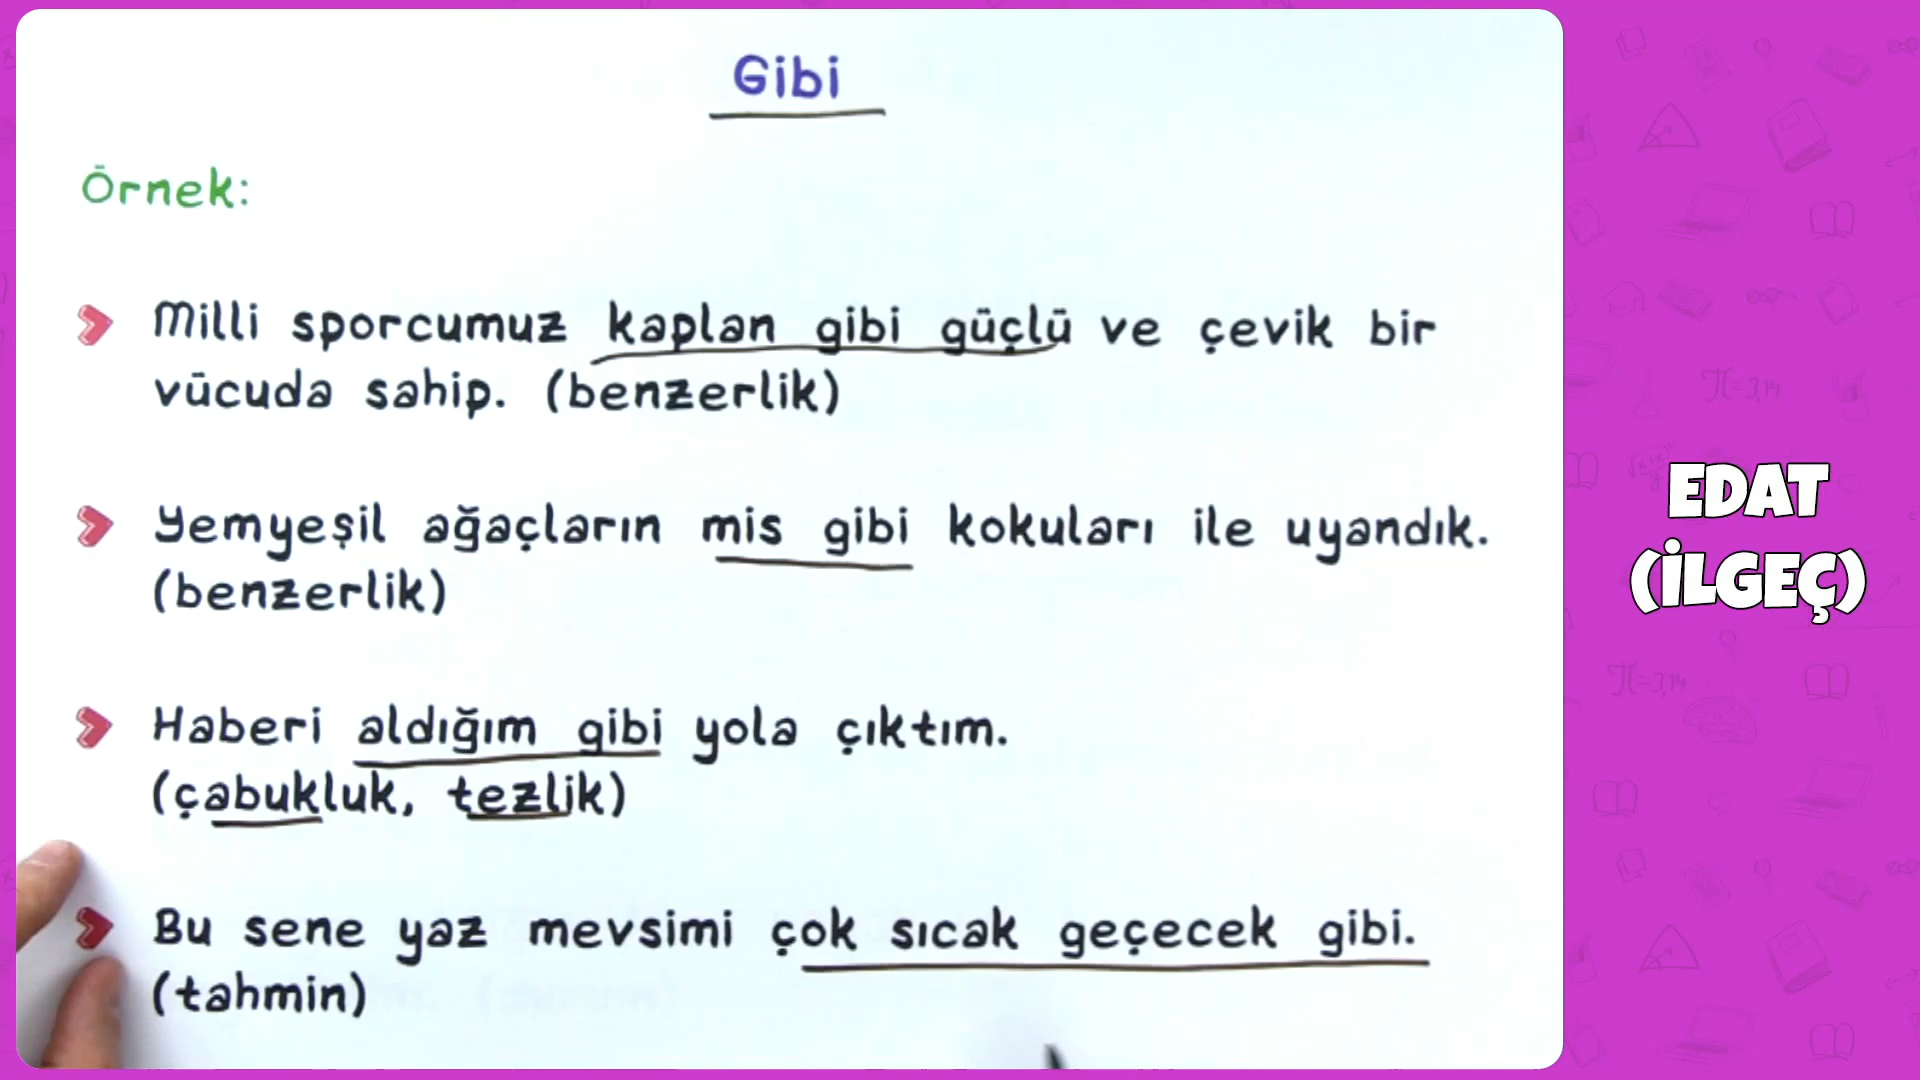 Gibi
Örnek:
Milli sporcumuz kaplan gibi güçlü ve çevik bir
vücuda sahip. (benzerlik)
Yemyeşil ağaçların mis gibi kokuları ile uyandık.
(benzerlik)
Haberi aldığım gibi yola çıktım.
(çabukluk, tezlik)
Bu sene yaz mevsimi çok sıcak geçecek gibi.
(tahmin)
EDAT
(İLGEÇ)